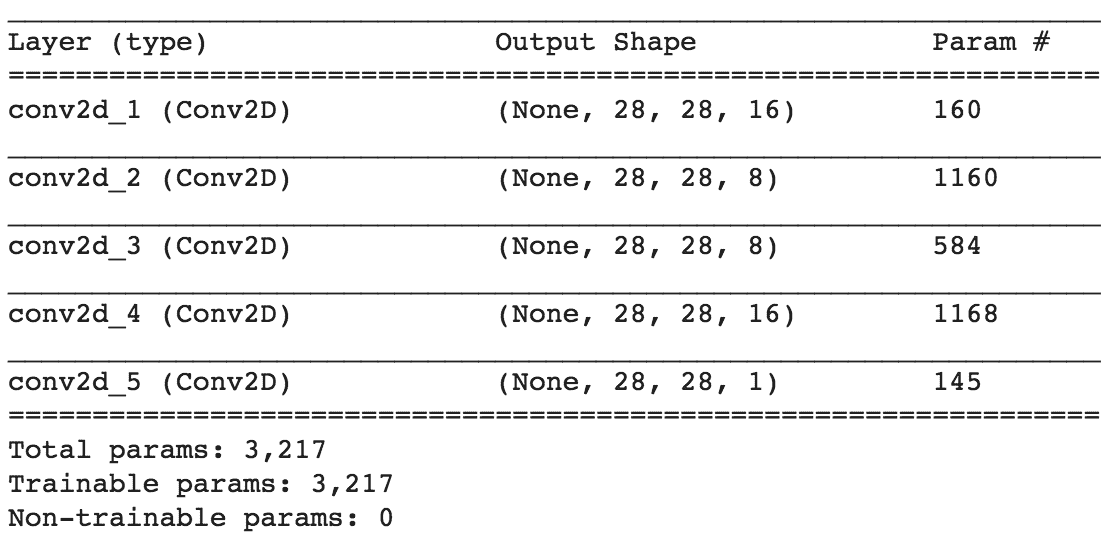 Layer (type) Output Shape Param #
conv2d_1 (Conv2D) (None, 28, 28, 16) 160
conv2d_2 (Conv2D) (None, 28, 28, 8) 1160
conv2d_3 (Conv2D) (None, 28, 28, 8) 584
conv2d_4 (Conv2D) (None, 28, 28, 16) 1168
conv2d_5 (Conv2D) (None, 28, 28, 1) 145
Total params: 3,217
Trainable params: 3,217
Non-trainable params: 0